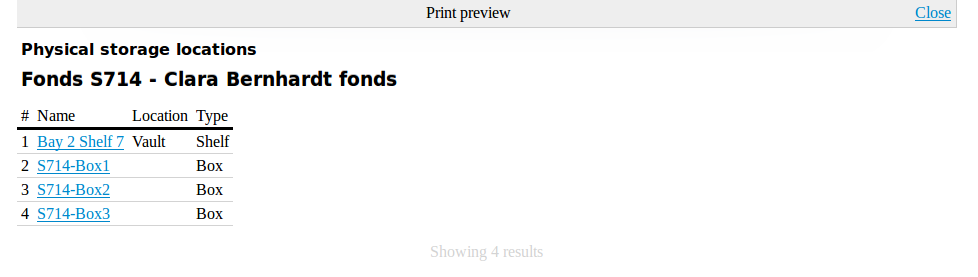 Print preview Close
Physical storage locations
Fonds S714 - Clara Bernhardt fonds
# Name Location Type
1 Bay 2 Shelf 7 Vault Shelf
2 S714-Box1 Box
3 S714-Box2 Box
4 S714-Box3 Box
Showing 4 results